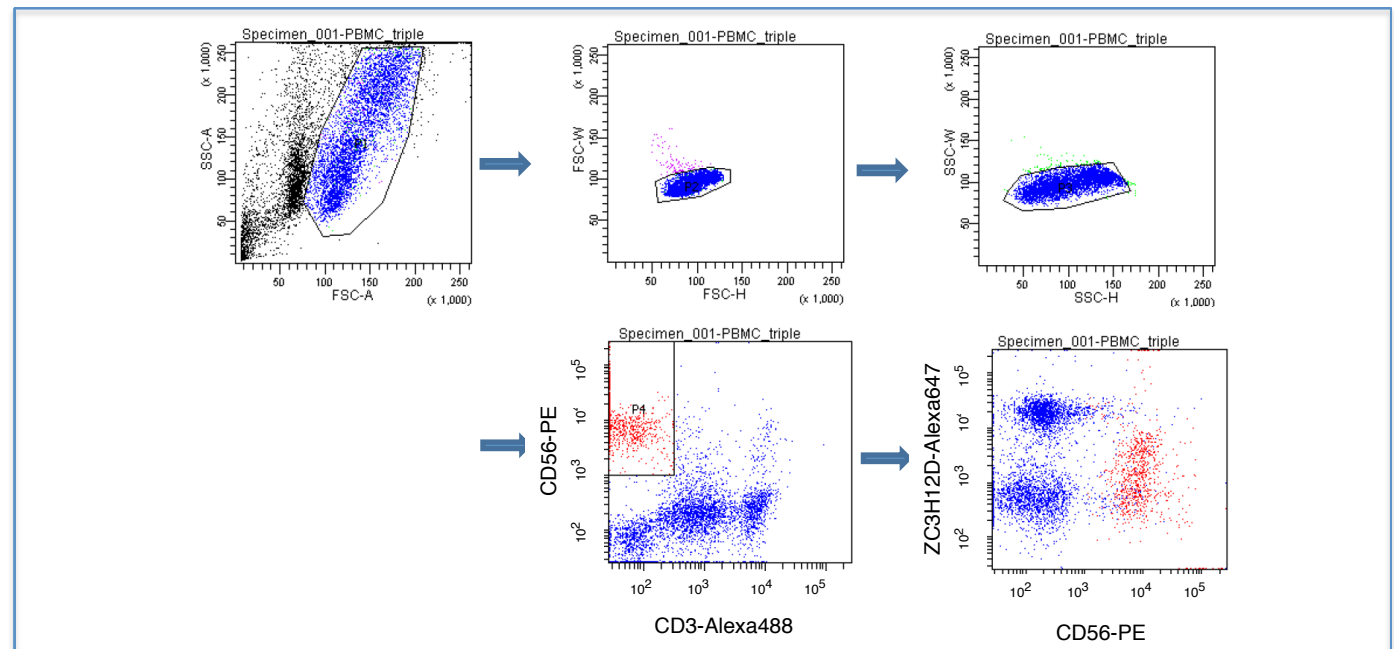 Specimen_001-PBMC_triple
SSC-A
(x 1,000)
50 100 150 200 250
P1
50 100 150 200 250
FSC-A
(x 1,000)
Specimen_001-PBMC_triple
FSC-W
(x 1,000)
50 100 150 200 250
P2
50 100 150 200 250
FSC-H
(x 1,000)
Specimen_001-PBMC_triple
SSC-W
(x 1,000)
50 100 150 200 250
P3
50 100 150 200 250
SSC-H
(x 1,000)
Specimen_001-PBMC_triple
CD56-PE
10² 10³ 10⁴ 10⁵
P4
10² 10³ 10⁴ 10⁵
CD3-Alexa488
Specimen_001-PBMC_triple
ZC3H12D-Alexa647
10² 10³ 10⁴ 10⁵
10² 10³ 10⁴ 10⁵
CD56-PE